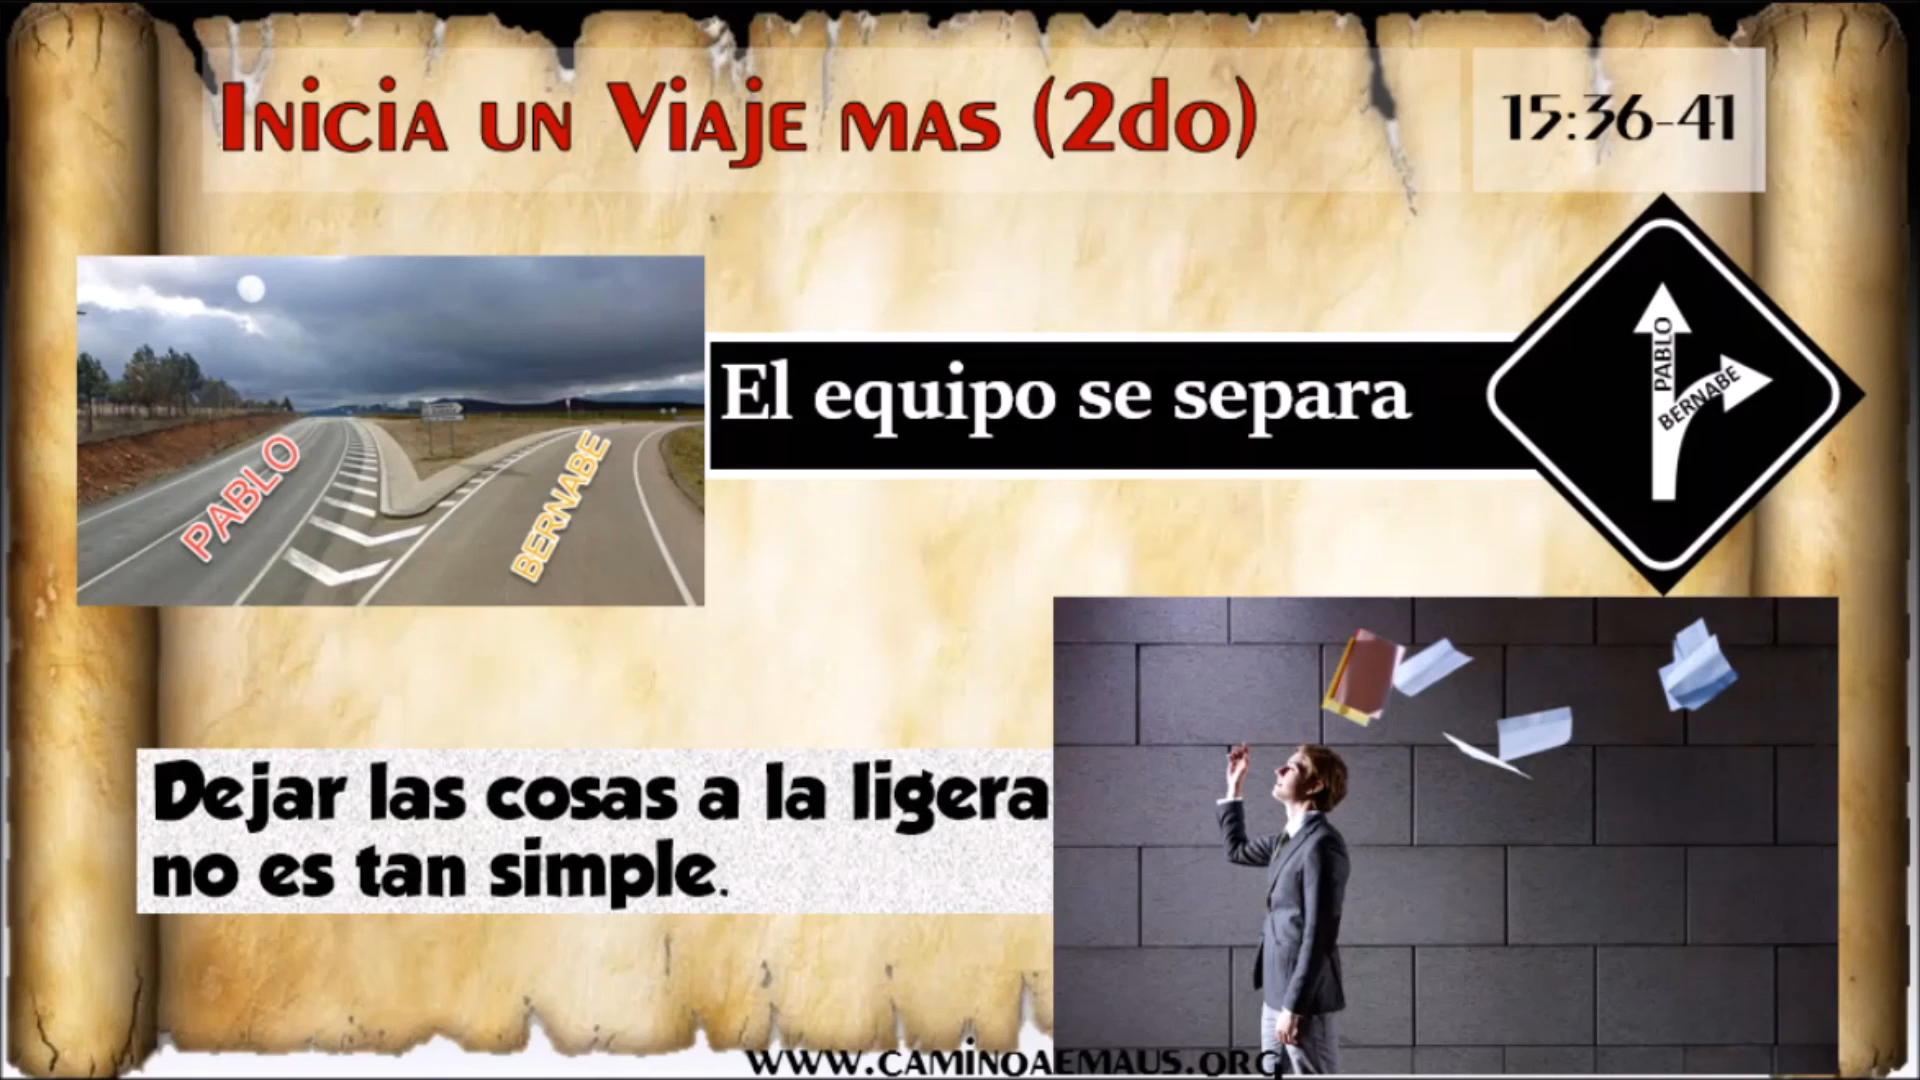 Inicia un Viaje mas (2do)
15:36-41
PABLO
BERNABE
El equipo se separa
PABLO
BERNABE
Dejar las cosas a la ligera
no es tan simple.
www.caminoaemaus.org